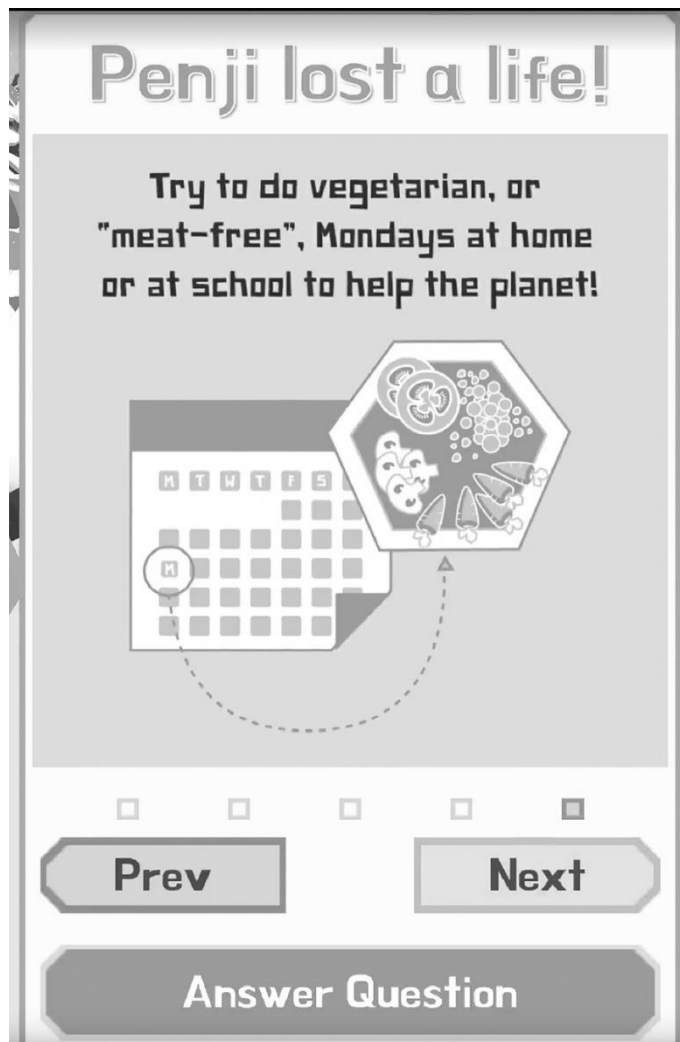 Penji lost a life!
Try to do vegetarian, or
"meat-free", Mondays at home
or at school to help the planet!
M T W T F S
M
Prev
Next
Answer Question